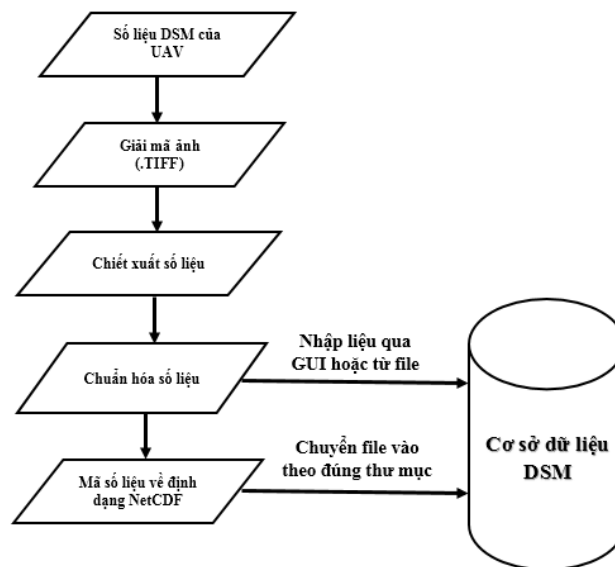 Số liệu DSM của
UAV
Giải mã ảnh
(.TIFF)
Chiết xuất số liệu
Nhập liệu qua
GUI hoặc từ file
Chuẩn hóa số liệu
Chuyển file vào
theo đúng thư mục
Cơ sở dữ liệu
DSM
Mã số liệu về định
dạng NetCDF